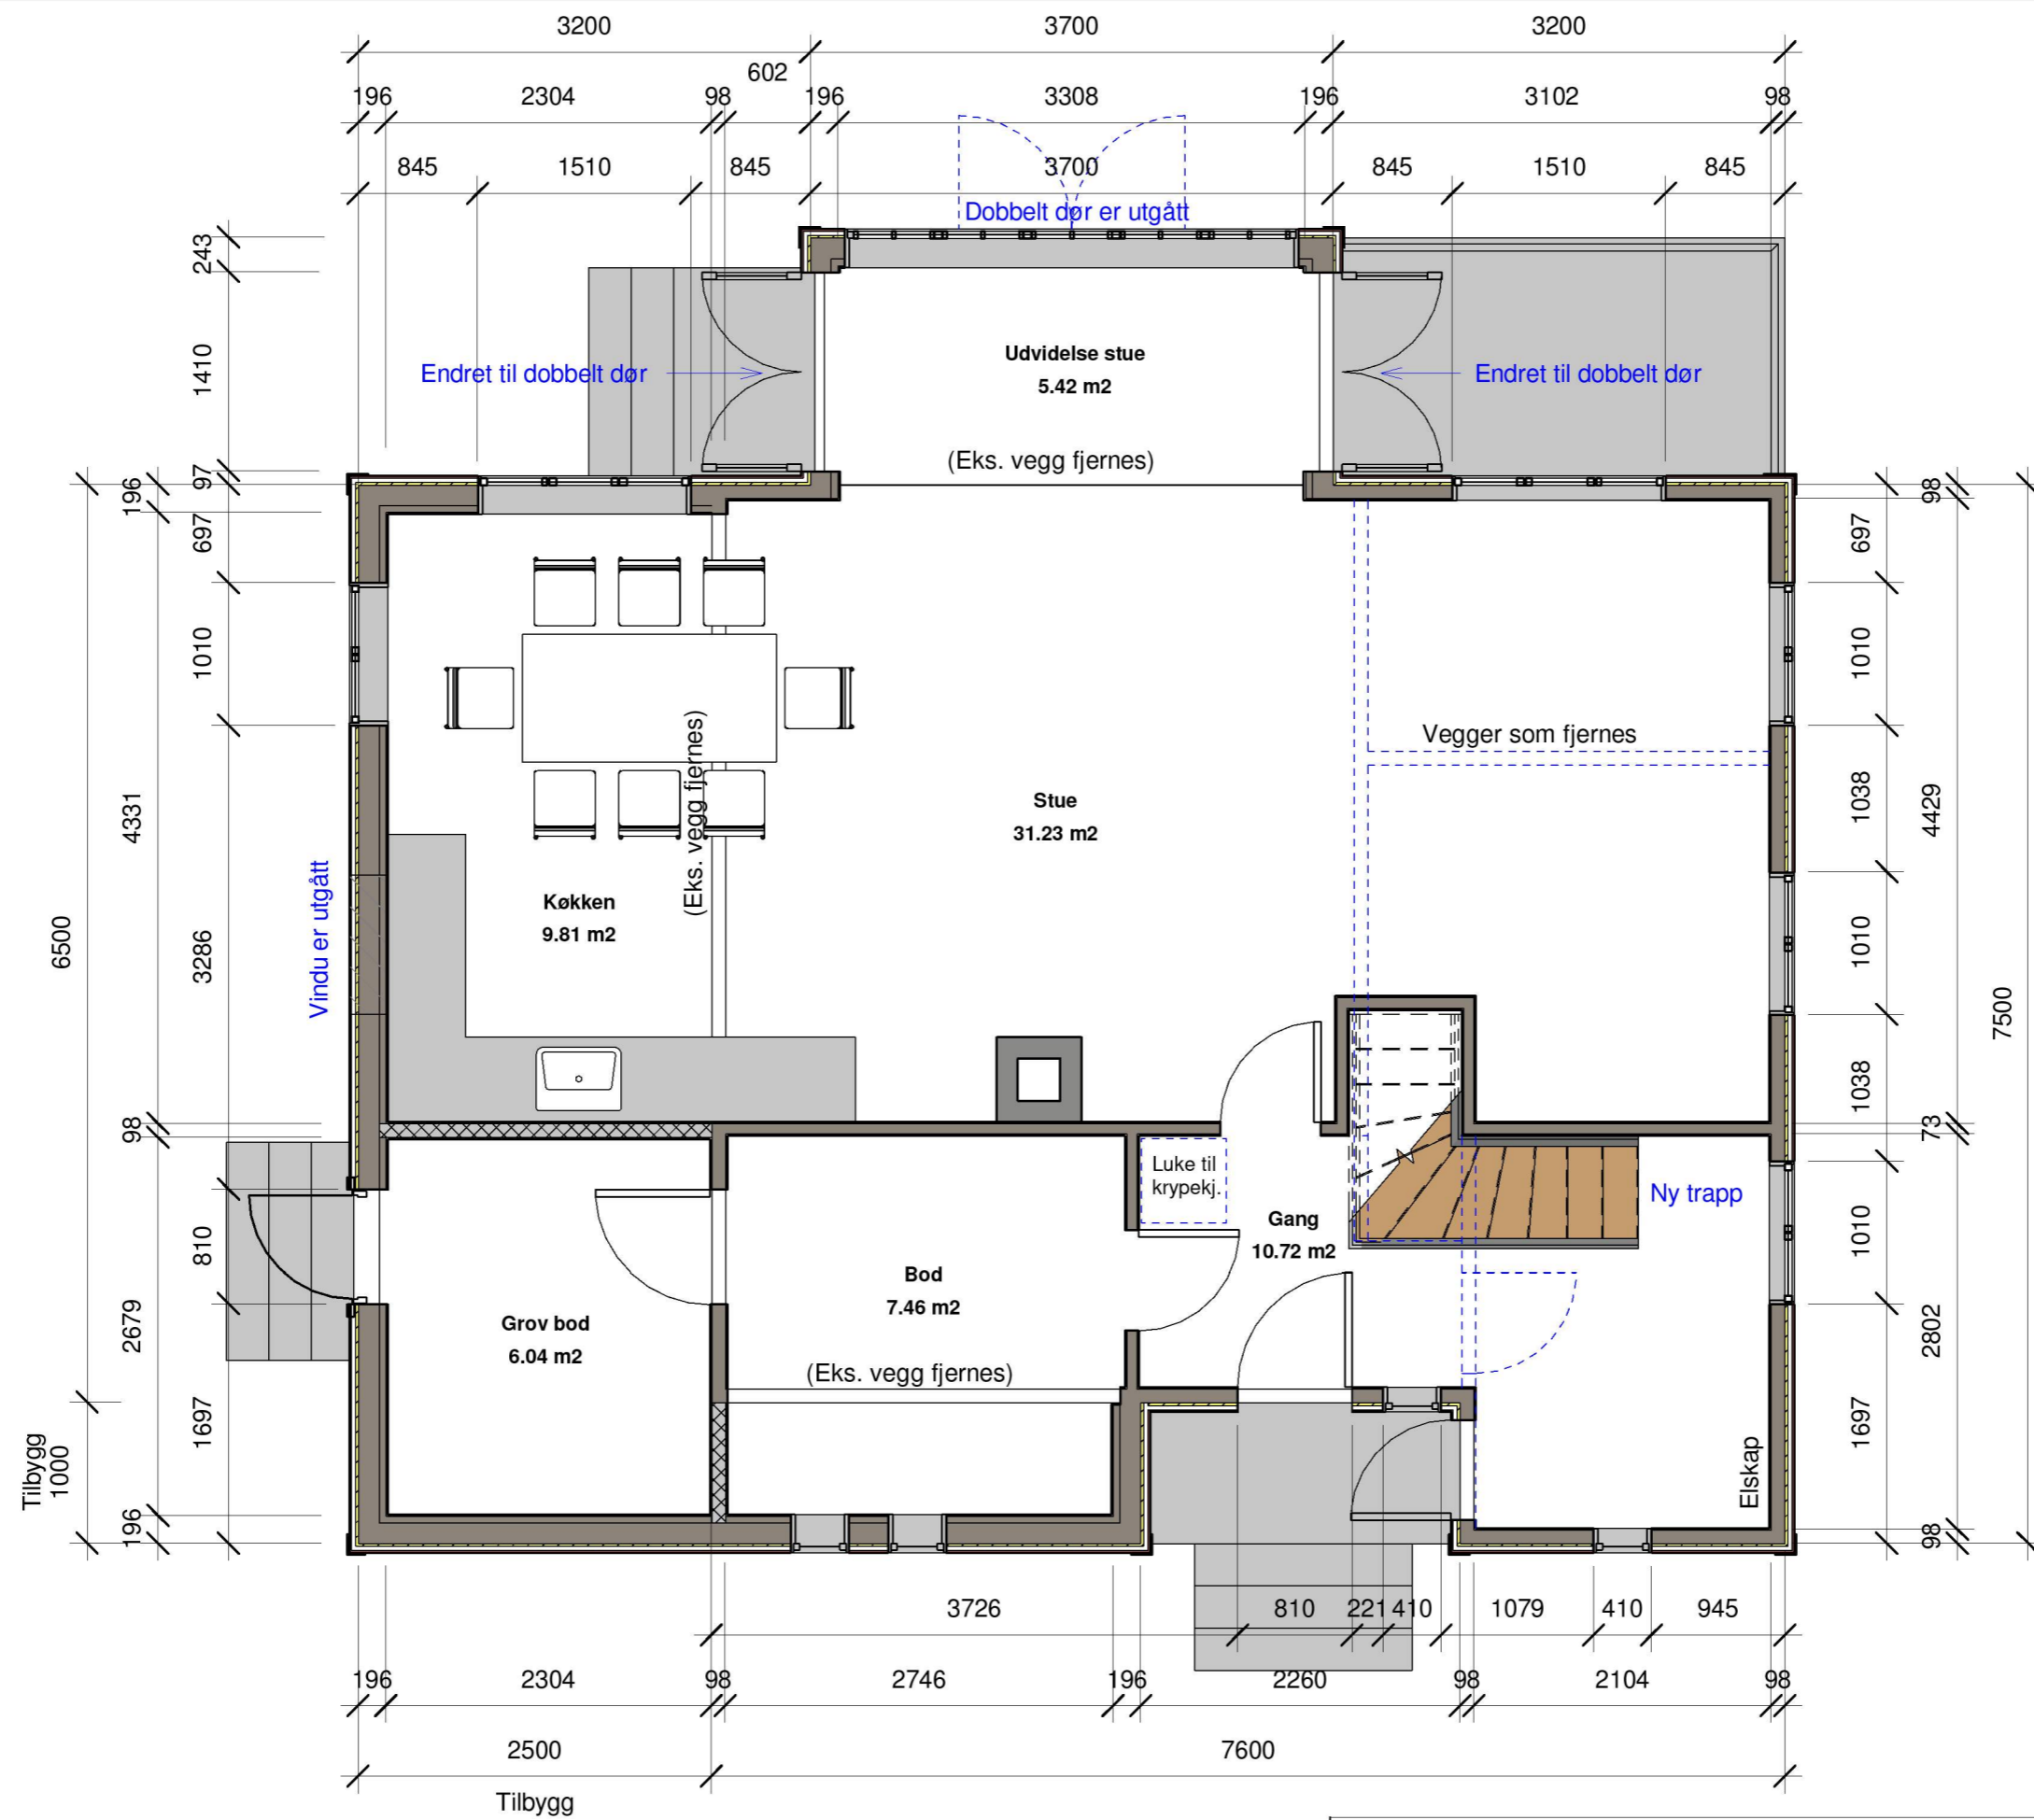 3200 3700 3200
602
196 2304 98 196 3308 196 3102 98
845 1510 845 3700 845 1510 845
Dobbelt dør er utgått
243
1410
97
196
697
1010
4331
6500
3286
98
810
2679
1697
Tilbygg
1000
196
Endret til dobbelt dør
Udvidelse stue
5.42 m2
Endret til dobbelt dør
(Eks. vegg fjernes)
Vegger som fjernes
(Eks. vegg fjernes)
Stue
31.23 m2
Vindu er utgått
Køkken
9.81 m2
Luke til
krypekj.
Ny trapp
Gang
10.72 m2
Bod
7.46 m2
Grov bod
6.04 m2
(Eks. vegg fjernes)
Elskap
98
697
1010
1038
4429
1010
7500
1038
73
1010
2802
1697
98
3726 810 221 410 1079 410 945
196 2304 98 2746 196 2260 98 2104 98
2500 7600
Tilbygg